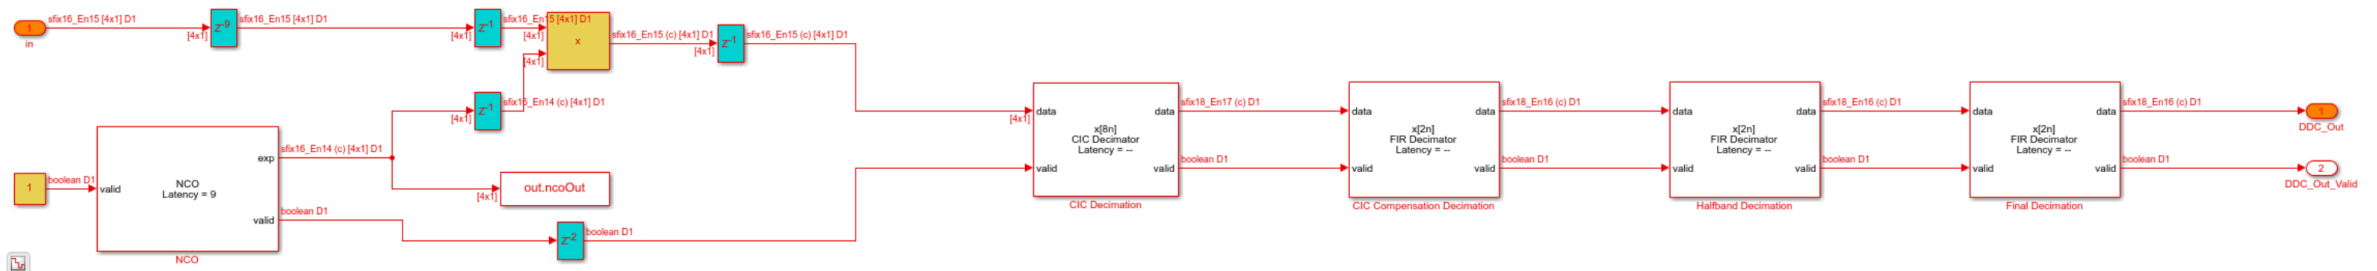 1
in
sfix16_En15 [4x1] D1
[4x1]
Z-9
sfix16_En15 [4x1] D1
[4x1]
Z-1
sfix16_En15 [4x1] D1
[4x1]
[4x1]
x
sfix16_En15 (c) [4x1] D1
[4x1]
Z-1
sfix16_En15 (c) [4x1] D1
1
boolean D1
valid
NCO
Latency = 9
exp
valid
NCO
sfix16_En14 (c) [4x1] D1
[4x1]
Z-1
sfix16_En14 (c) [4x1] D1
[4x1]
out.ncoOut
boolean D1
Z-2
boolean D1
[4x1]
data
valid
x[8n]
CIC Decimator
Latency = --
data
valid
CIC Decimation
sfix18_En17 (c) D1
boolean D1
data
valid
x[2n]
FIR Decimator
Latency = --
data
valid
CIC Compensation Decimation
sfix18_En16 (c) D1
boolean D1
data
valid
x[2n]
FIR Decimator
Latency = --
data
valid
Halfband Decimation
sfix18_En16 (c) D1
boolean D1
data
valid
x[2n]
FIR Decimator
Latency = --
data
valid
Final Decimation
sfix18_En16 (c) D1
boolean D1
1
DDC_Out
2
DDC_Out_Valid